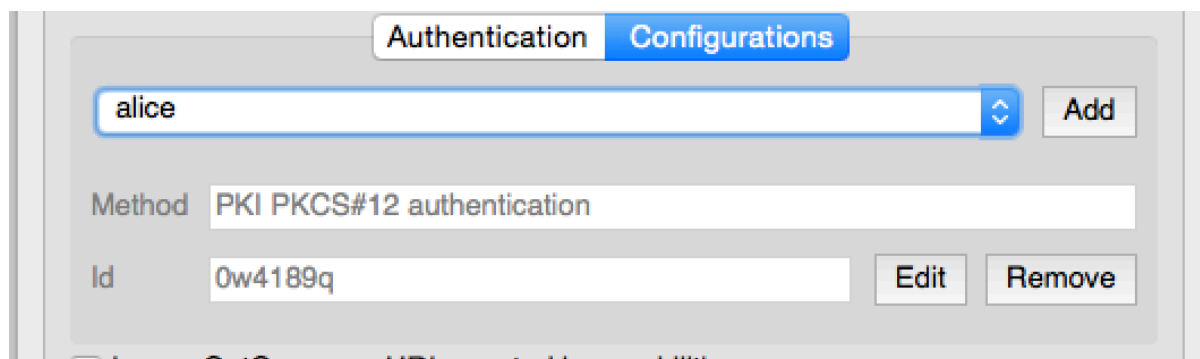 Authentication Configurations
alice Add
Method PKI PKCS#12 authentication
Id 0w4189q Edit Remove